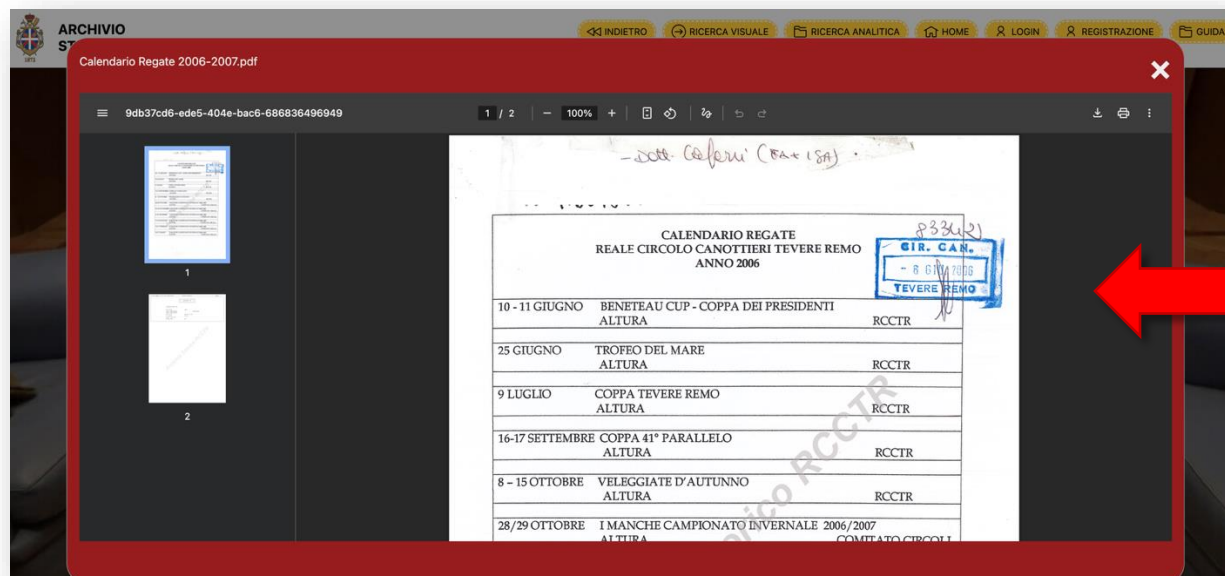 ARCHIVIO
ST
INDIETRO RICERCA VISUALE RICERCA ANALITICA HOME LOGIN REGISTRAZIONE GUIDA
Calendario Regate 2006-2007.pdf
9db37cd6-ede5-404e-bac6-686836496949 1 / 2 100%
1
2
CALENDARIO REGATE
REALE CIRCOLO CANOTTIERI TEVERE REMO
ANNO 2006
CIR. CAN.
TEVERE REMO
10 - 11 GIUGNO BENETEAU CUP - COPPA DEI PRESIDENTI
ALTURA RCCTR
25 GIUGNO TROFEO DEL MARE
ALTURA RCCTR
9 LUGLIO COPPA TEVERE REMO
ALTURA RCCTR
16-17 SETTEMBRE COPPA 41° PARALLELO
ALTURA RCCTR
8 – 15 OTTOBRE VELEGGIATE D'AUTUNNO
ALTURA RCCTR
28/29 OTTOBRE I MANCHE CAMPIONATO INVERNALE 2006/2007
ALTURA COMITATO CIRCOLI
RCCTR